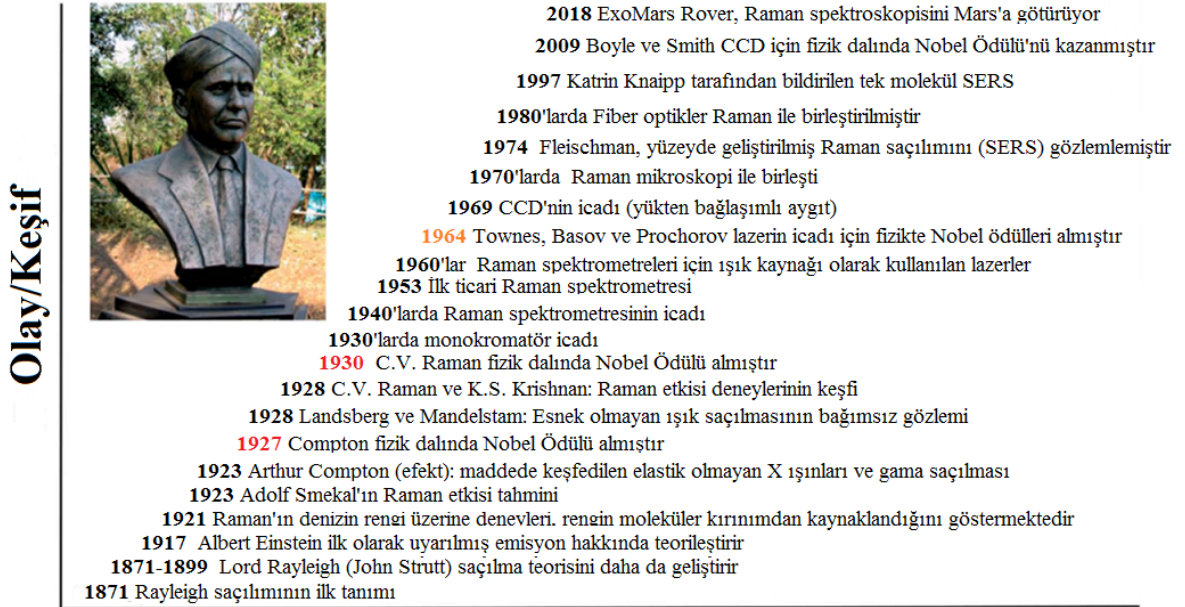 Olay/Keşif
2018 ExoMars Rover, Raman spektroskopisini Mars'a götürüyor
2009 Boyle ve Smith CCD için fizik dalında Nobel Ödülü'nü kazanmıştır
1997 Katrin Knaipp tarafından bildirilen tek molekül SERS
1980'larda Fiber optikler Raman ile birleştirilmiştir
1974 Fleischman, yüzeyde geliştirilmiş Raman saçılımını (SERS) gözlemlemiştir
1970'larda Raman mikroskopi ile birleşti
1969 CCD'nin icadı (yükten bağlaşımlı aygıt)
1964 Townes, Basov ve Prochorov lazerin icadı için fizikte Nobel ödülleri almıştır
1960'lar Raman spektrometreleri için ışık kaynağı olarak kullanılan lazerler
1953 İlk ticari Raman spektrometresi
1940'larda Raman spektrometresinin icadı
1930'larda monokromatör icadı
1930 C.V. Raman fizik dalında Nobel Ödülü almıştır
1928 C.V. Raman ve K.S. Krishnan: Raman etkisi deneylerinin keşfi
1928 Landsberg ve Mandelstam: Esnek olmayan ışık saçılmasının bağımsız gözlemi
1927 Compton fizik dalında Nobel Ödülü almıştır
1923 Arthur Compton (efekt): maddede keşfedilen elastik olmayan X ışınları ve gama saçılması
1923 Adolf Smekal'ın Raman etkisi tahmini
1921 Raman'ın denizin rengi üzerine deneyleri, rengin moleküler kırınımdan kaynaklandığını göstermektedir
1917 Albert Einstein ilk olarak uyarılmış emisyon hakkında teorileştirir
1871-1899 Lord Rayleigh (John Strutt) saçılma teorisini daha da geliştirir
1871 Rayleigh saçılımının ilk tanımı